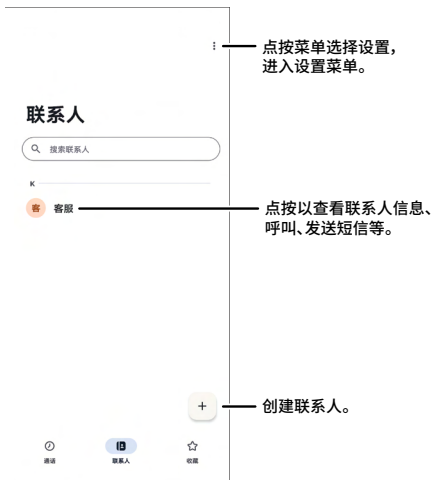 点按菜单选择设置，
进入设置菜单。
联系人
搜索联系人
K
客 客服
点按以查看联系人信息、
呼叫、发送短信等。
+
创建联系人。
通话 联系人 收藏